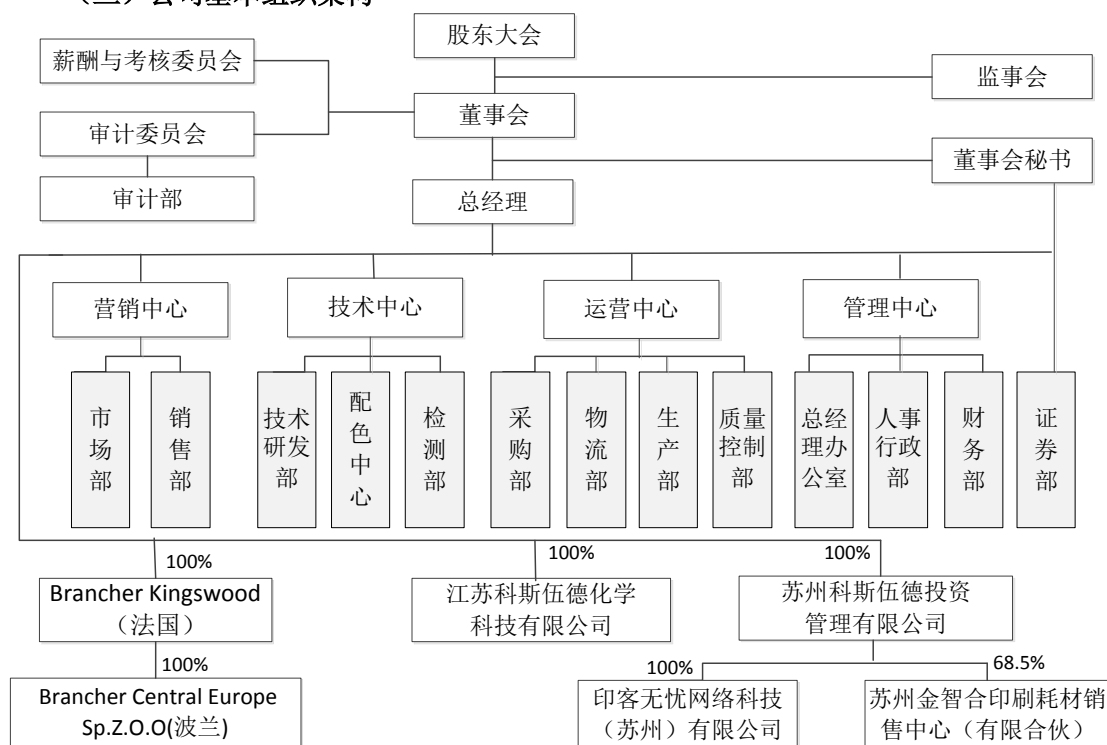 （三）公司基本组织架构
股东大会
薪酬与考核委员会
监事会
董事会
审计委员会
董事会秘书
审计部
总经理
营销中心
技术中心
运营中心
管理中心
市
场
部
销
售
部
技术
研发
部
配
色
中
心
检
测
部
采
购
部
物
流
部
生
产
部
质量
控制
部
总经
理办
公室
人事
行政
部
财
务
部
证
券
部
100%
100%
100%
Brancher Kingswood
（法国）
江苏科斯伍德化学
科技有限公司
苏州科斯伍德投资
管理有限公司
100%
100%
68.5%
Brancher Central Europe
Sp.Z.O.O(波兰)
印客无忧网络科技
（苏州）有限公司
苏州金智合印刷耗材销
售中心（有限合伙）